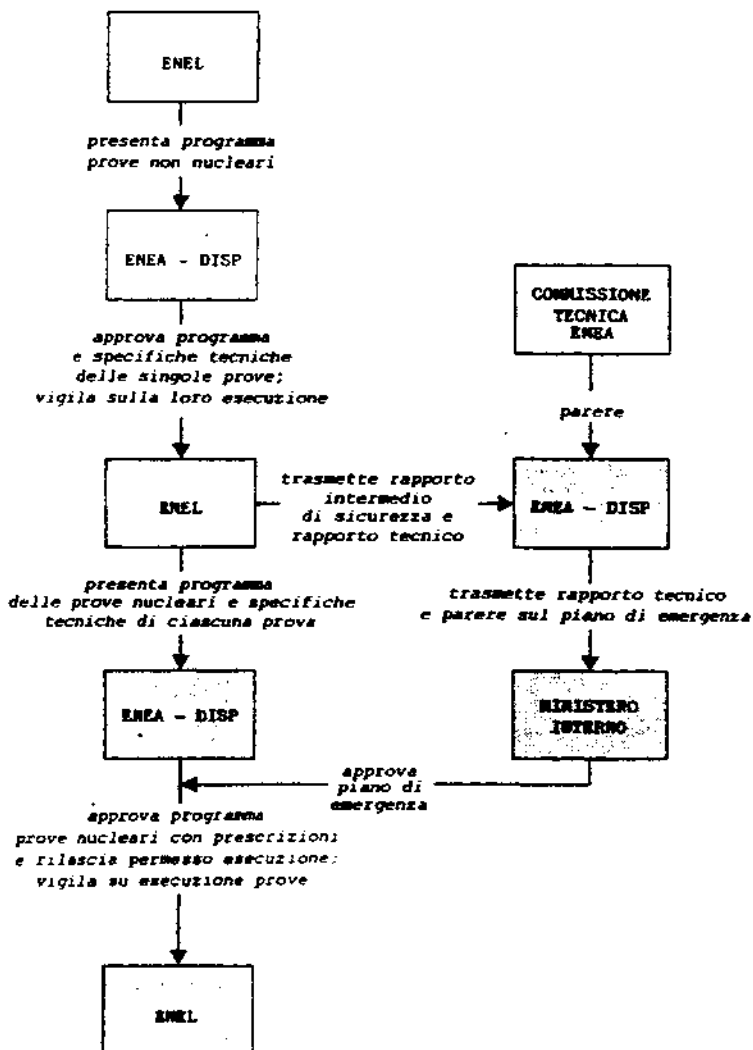 ENEL
presenta programma
prove non nucleari
ENEA - DISP
COMMISSIONE
TECNICA
ENEA
approva programma
e specifiche tecniche
delle singole prove;
vigila sulla loro esecuzione
parere
ENEL
trasmette rapporto
intermedio
di sicurezza e
rapporto tecnico
ENEA - DISP
presenta programma
delle prove nucleari e specifiche
tecniche di ciascuna prova
trasmette rapporto tecnico
e parere sul piano di emergenza
ENEA - DISP
MINISTERO
INTERNO
approva
piano di
emergenza
approva programma
prove nucleari con prescrizioni
e rilascia permesso esecuzione;
vigila su esecuzione prove
ENEL